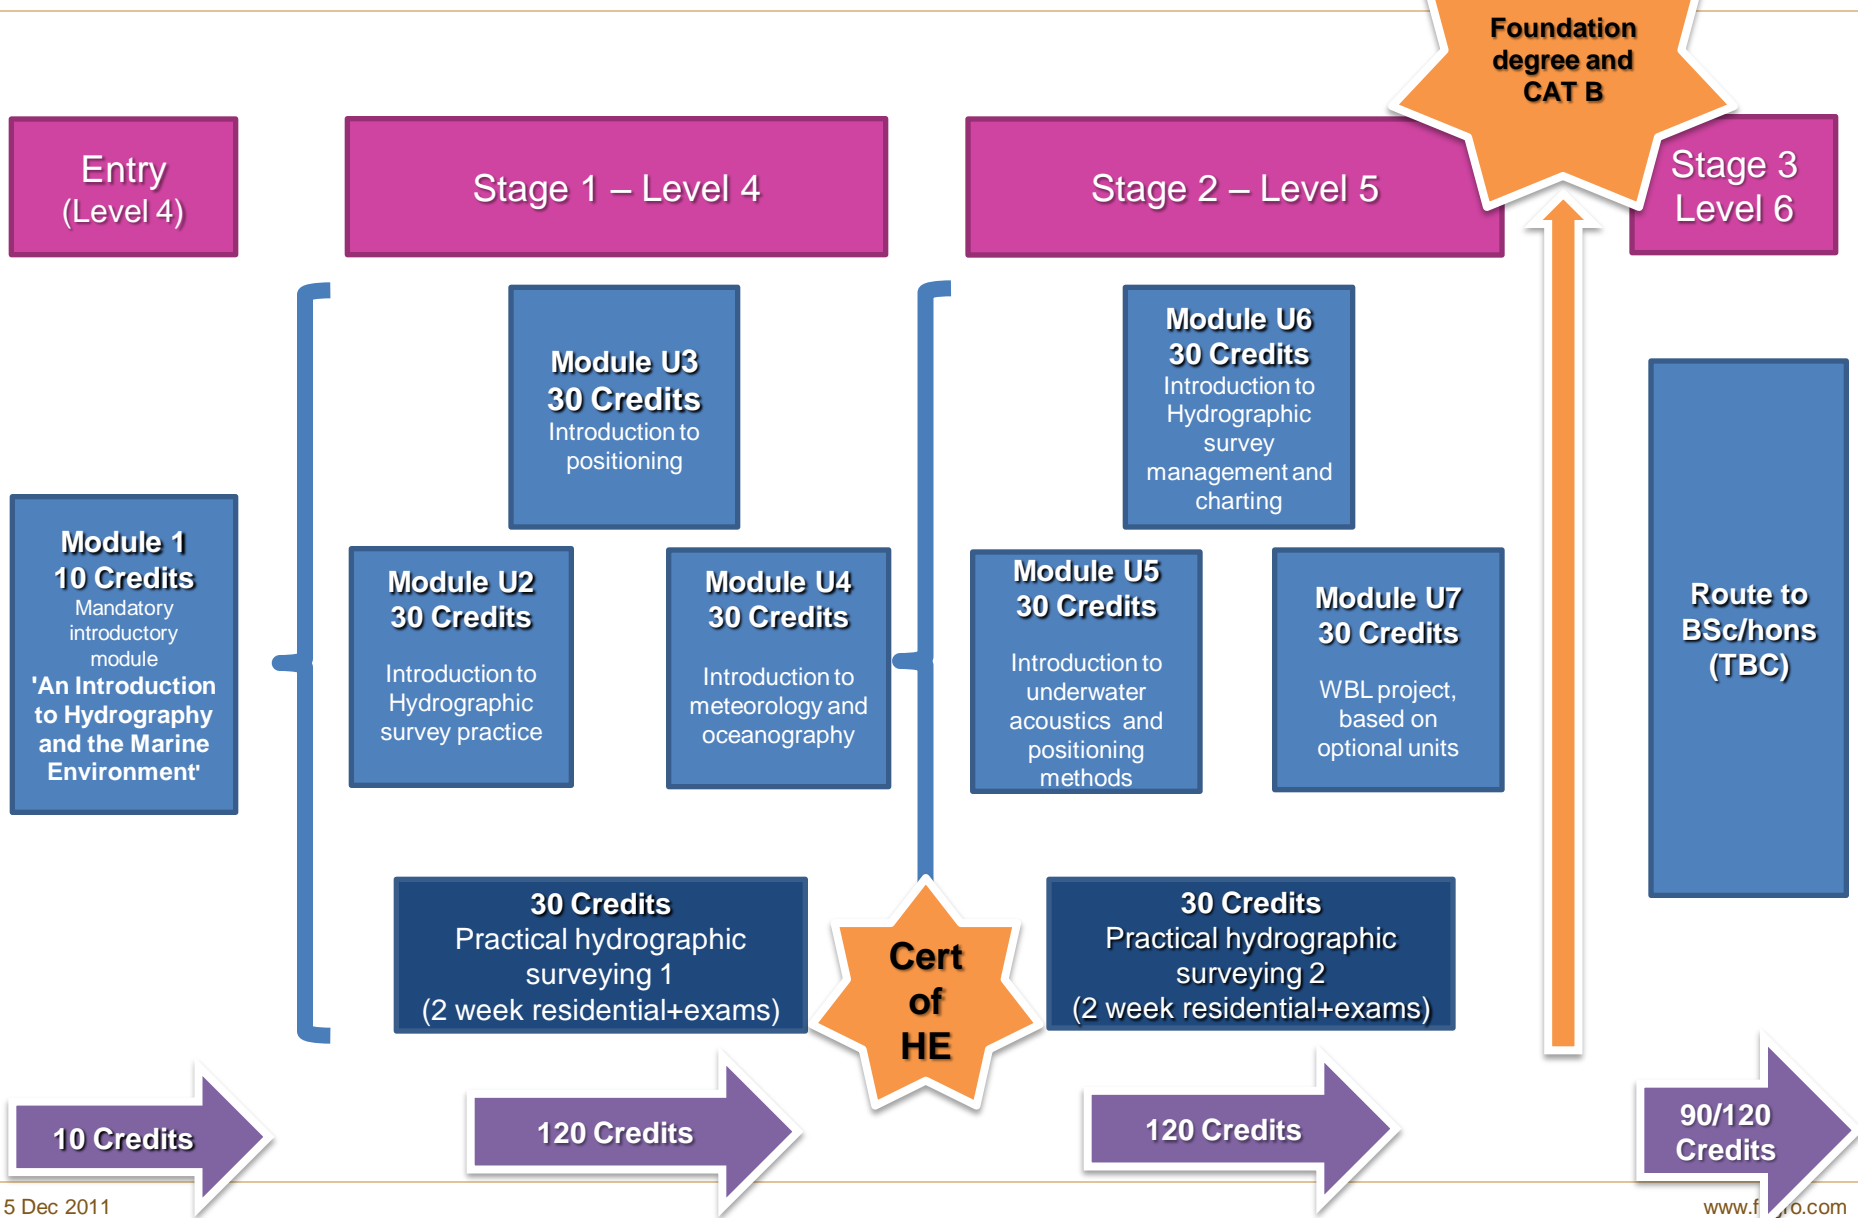 Foundation
degree and
CAT B
Entry
(Level 4)
Stage 1 – Level 4
Stage 2 – Level 5
Stage 3
Level 6
Module 1
10 Credits
Mandatory
introductory
module
'An Introduction
to Hydrography
and the Marine
Environment'
Module U3
30 Credits
Introduction to
positioning
Module U2
30 Credits
Introduction to
Hydrographic
survey practice
Module U4
30 Credits
Introduction to
meteorology and
oceanography
Module U6
30 Credits
Introduction to
Hydrographic
survey
management and
charting
Module U5
30 Credits
Introduction to
underwater
acoustics and
positioning
methods
Module U7
30 Credits
WBL project,
based on
optional units
Route to
BSc/hons
(TBC)
30 Credits
Practical hydrographic
surveying 1
(2 week residential+exams)
Cert
of
HE
30 Credits
Practical hydrographic
surveying 2
(2 week residential+exams)
10 Credits
120 Credits
120 Credits
90/120
Credits
5 Dec 2011